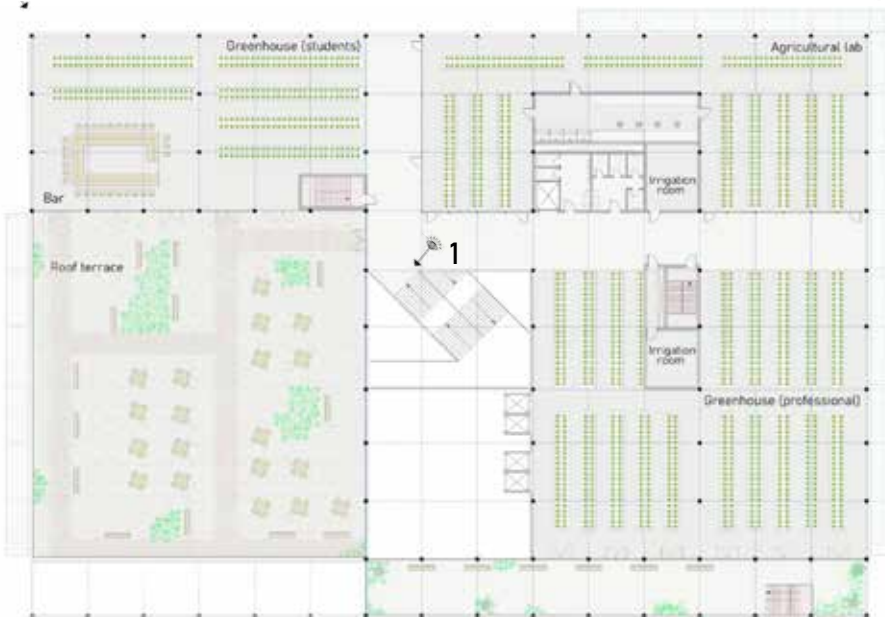 Greenhouse (students)
Agricultural lab
Bar
Irrigation
room
1
Roof terrace
Irrigation
room
Greenhouse (professional)